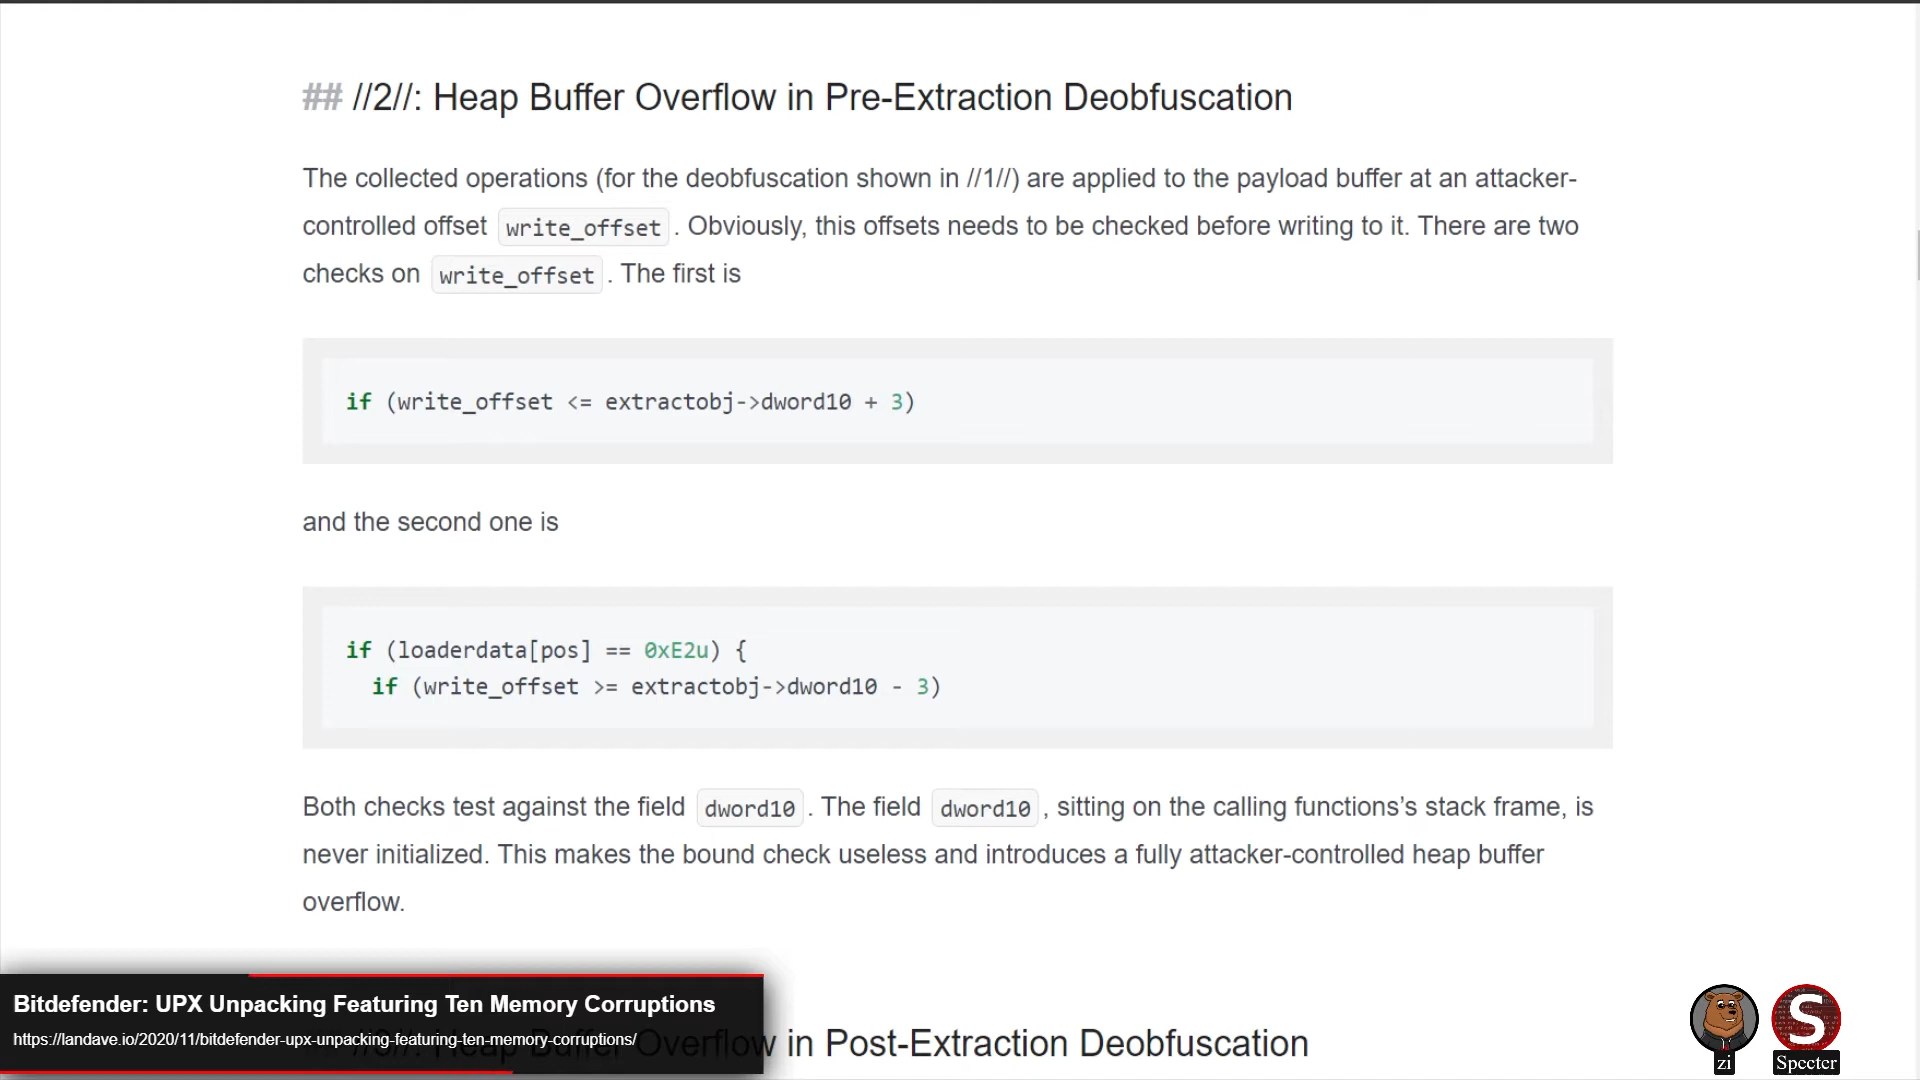 ## //2//: Heap Buffer Overflow in Pre-Extraction Deobfuscation
The collected operations (for the deobfuscation shown in //1//) are applied to the payload buffer at an attacker-
controlled offset write_offset. Obviously, this offsets needs to be checked before writing to it. There are two
checks on write_offset. The first is
if (write_offset <= extractobj->dword10 + 3)
and the second one is
if (loaderdata[pos] == 0xE2u) {
if (write_offset >= extractobj->dword10 - 3)
Both checks test against the field dword10. The field dword10, sitting on the calling functions's stack frame, is
never initialized. This makes the bound check useless and introduces a fully attacker-controlled heap buffer
overflow.
## //3//: Heap Buffer Overflow in Post-Extraction Deobfuscation
Bitdefender: UPX Unpacking Featuring Ten Memory Corruptions
https://landave.io/2020/11/bitdefender-upx-unpacking-featuring-ten-memory-corruptions/
zi
S
Specter